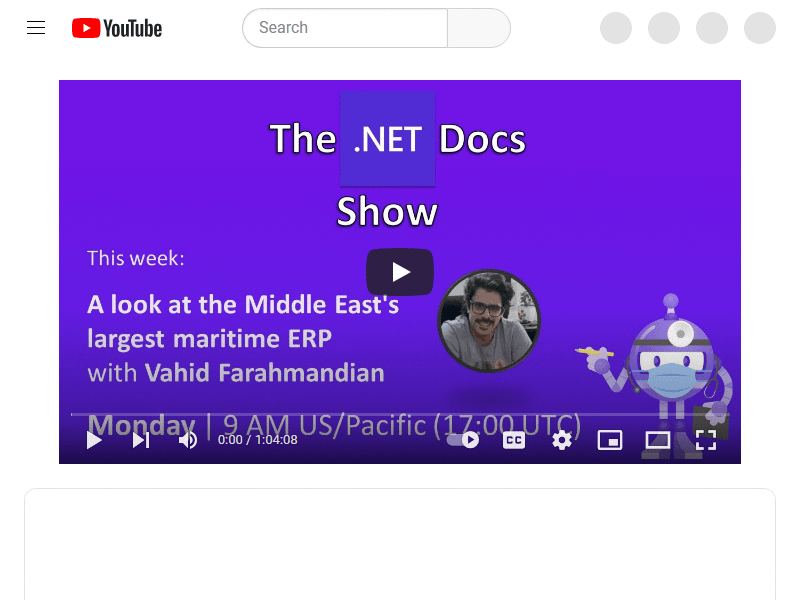 YouTube
Search
The .NET Docs
Show
This week:
A look at the Middle East's
largest maritime ERP
with Vahid Farahmandian
Monday | 9 AM US/Pacific (17:00 UTC)
0:00 / 1:04:08
CC